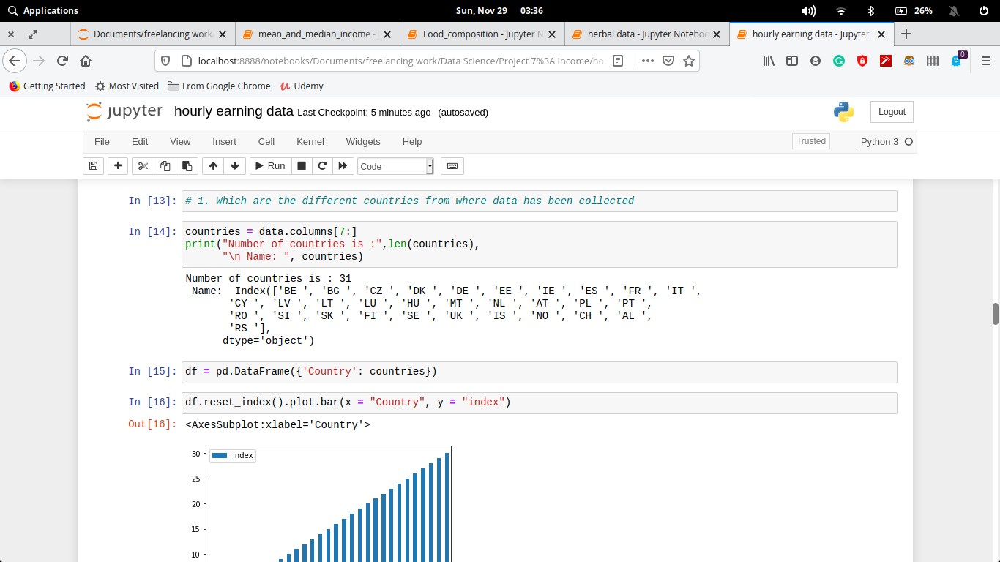 Applications
Sun, Nov 29 03:36
26%
Documents/freelancing work
mean_and_median_income -
Food_composition - Jupyter N
herbal data - Jupyter Noteboo
hourly earning data - Jupyter
localhost:8888/notebooks/Documents/freelancing work/Data Science/Project 7%3A Income/ho
0
Getting Started
Most Visited
From Google Chrome
Udemy
jupyter hourly earning data Last Checkpoint: 5 minutes ago (autosaved)
Logout
File Edit View Insert Cell Kernel Widgets Help
Trusted
Python 3
Run
Code
In [13]: # 1. Which are the different countries from where data has been collected
In [14]: countries = data.columns[7:]
print("Number of countries is :",len(countries),
"\n Name: ", countries)
Number of countries is : 31
Name:  Index(['BE ', 'BG ', 'CZ ', 'DK ', 'DE ', 'EE ', 'IE ', 'ES ', 'FR ', 'IT ',
'CY ', 'LV ', 'LT ', 'LU ', 'HU ', 'MT ', 'NL ', 'AT ', 'PL ', 'PT ',
'RO ', 'SI ', 'SK ', 'FI ', 'SE ', 'UK ', 'IS ', 'NO ', 'CH ', 'AL ',
'RS '],
dtype='object')
In [15]: df = pd.DataFrame({'Country': countries})
In [16]: df.reset_index().plot.bar(x = "Country", y = "index")
Out[16]: <AxesSubplot:xlabel='Country'>
index
30
25
20
15
10